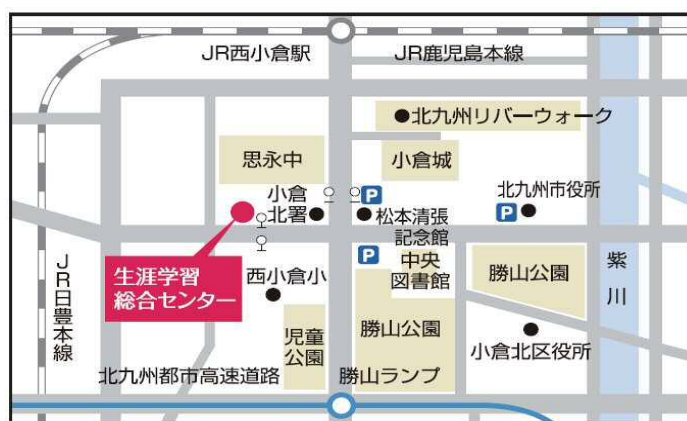 JR西小倉駅
JR鹿児島本線
北九州リバーウォーク
思永中
小倉城
小倉
北署
P
松本清張
記念館
北九州市役所
P
生涯学習
総合センター
西小倉小
P
中央
図書館
勝山公園
紫川
JR日豊本線
児童
公園
勝山公園
小倉北区役所
北九州都市高速道路
勝山ランプ